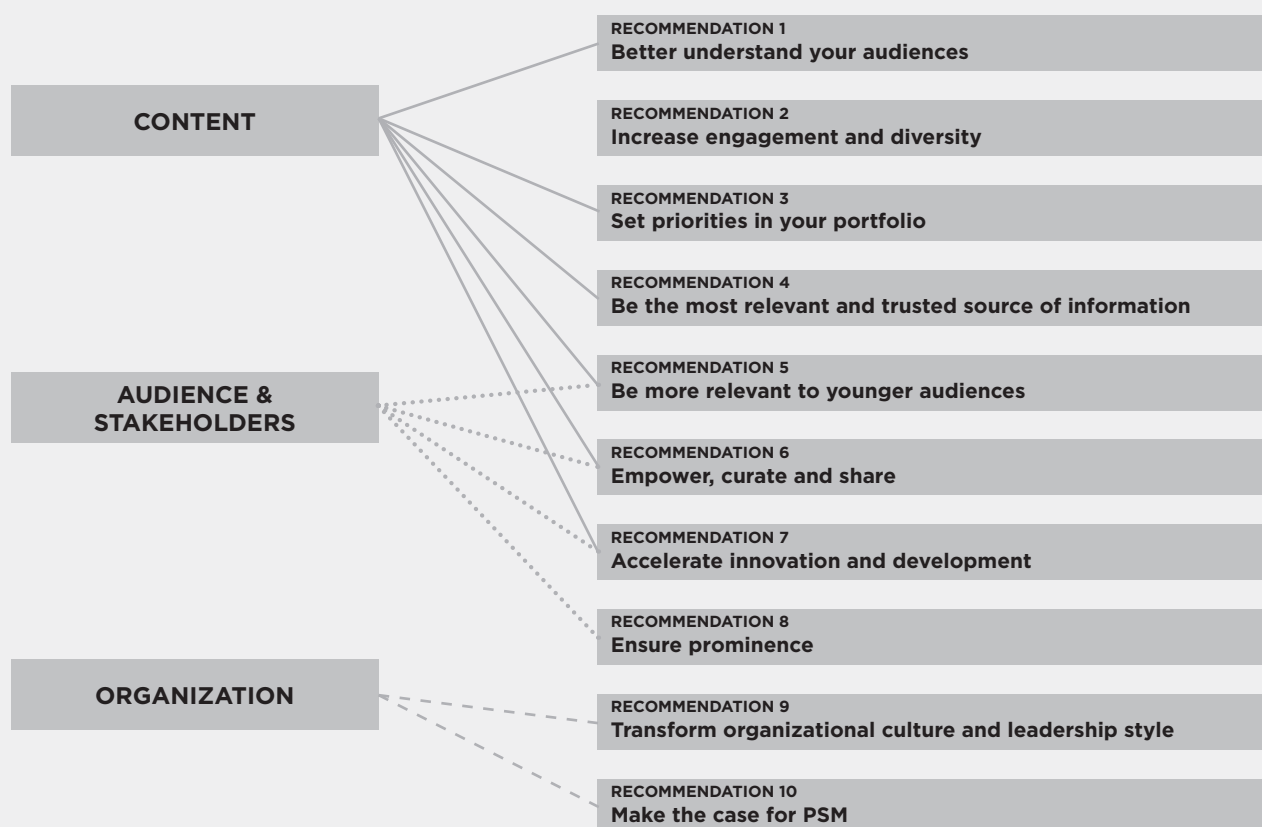 CONTENT
AUDIENCE &
STAKEHOLDERS
ORGANIZATION
RECOMMENDATION 1
Better understand your audiences
RECOMMENDATION 2
Increase engagement and diversity
RECOMMENDATION 3
Set priorities in your portfolio
RECOMMENDATION 4
Be the most relevant and trusted source of information
RECOMMENDATION 5
Be more relevant to younger audiences
RECOMMENDATION 6
Empower, curate and share
RECOMMENDATION 7
Accelerate innovation and development
RECOMMENDATION 8
Ensure prominence
RECOMMENDATION 9
Transform organizational culture and leadership style
RECOMMENDATION 10
Make the case for PSM